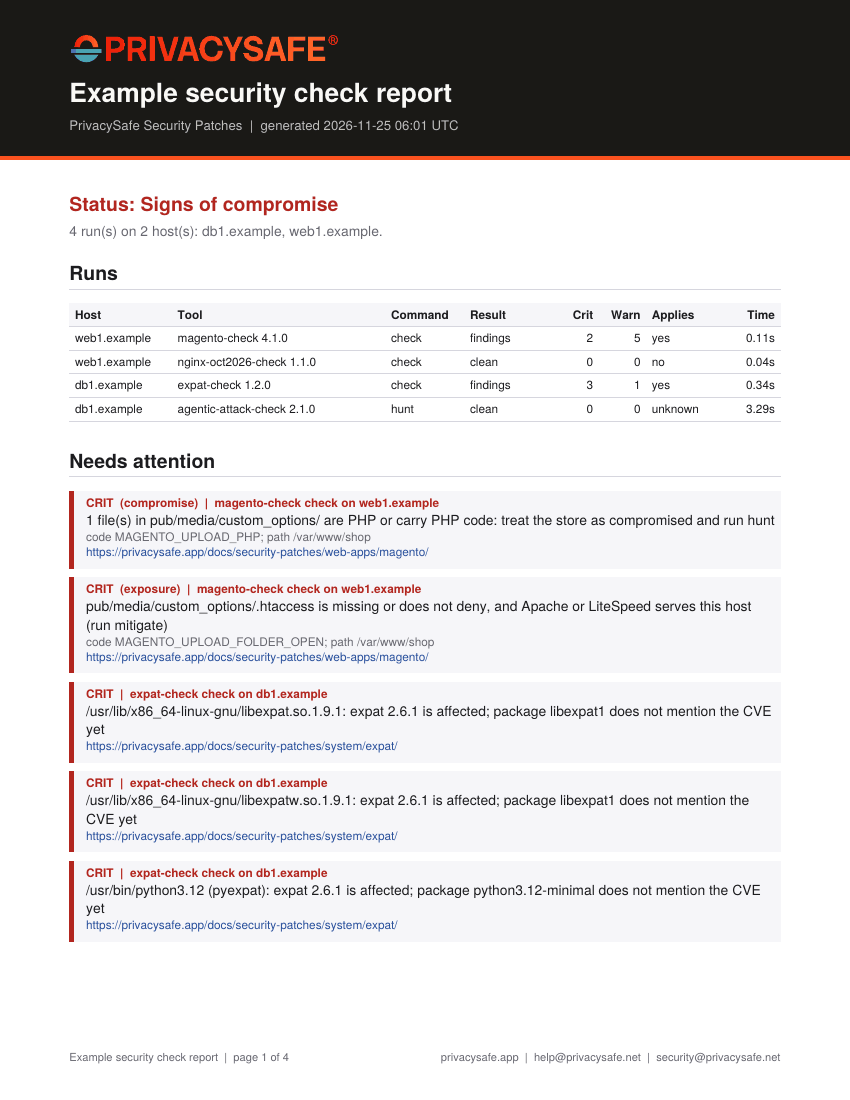 PRIVACYSAFE®
Example security check report
PrivacySafe Security Patches | generated 2026-11-25 06:01 UTC
Status: Signs of compromise
4 run(s) on 2 host(s): db1.example, web1.example.
Runs
Host Tool Command Result Crit Warn Applies Time
web1.example magento-check 4.1.0 check findings 2 5 yes 0.11s
web1.example nginx-oct2026-check 1.1.0 check clean 0 0 no 0.04s
db1.example expat-check 1.2.0 check findings 3 1 yes 0.34s
db1.example agentic-attack-check 2.1.0 hunt clean 0 0 unknown 3.29s
Needs attention
CRIT (compromise) | magento-check check on web1.example
1 file(s) in pub/media/custom_options/ are PHP or carry PHP code: treat the store as compromised and run hunt
code MAGENTO_UPLOAD_PHP; path /var/www/shop
https://privacysafe.app/docs/security-patches/web-apps/magento/
CRIT (exposure) | magento-check check on web1.example
pub/media/custom_options/.htaccess is missing or does not deny, and Apache or LiteSpeed serves this host
(run mitigate)
code MAGENTO_UPLOAD_FOLDER_OPEN; path /var/www/shop
https://privacysafe.app/docs/security-patches/web-apps/magento/
CRIT | expat-check check on db1.example
/usr/lib/x86_64-linux-gnu/libexpat.so.1.9.1: expat 2.6.1 is affected; package libexpat1 does not mention the CVE
yet
https://privacysafe.app/docs/security-patches/system/expat/
CRIT | expat-check check on db1.example
/usr/lib/x86_64-linux-gnu/libexpatw.so.1.9.1: expat 2.6.1 is affected; package libexpat1 does not mention the
CVE yet
https://privacysafe.app/docs/security-patches/system/expat/
CRIT | expat-check check on db1.example
/usr/bin/python3.12 (pyexpat): expat 2.6.1 is affected; package python3.12-minimal does not mention the CVE
yet
https://privacysafe.app/docs/security-patches/system/expat/
Example security check report | page 1 of 4
privacysafe.app | help@privacysafe.net | security@privacysafe.net